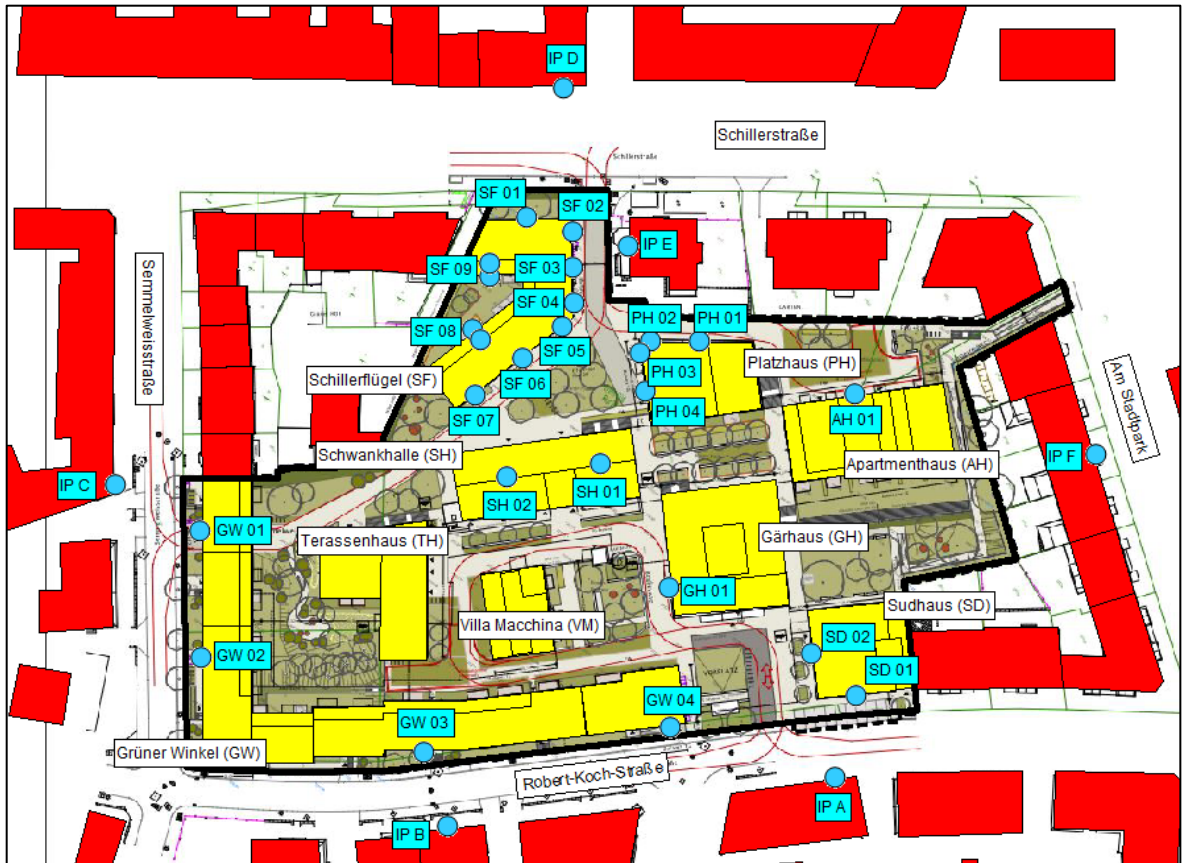 IP D
Schillerstraße
Schillerstraße
SF 01
SF 02
IP E
SF 09
SF 03
SF 04
PH 02
PH 01
SF 08
SF 05
Platzhaus (PH)
PH 03
SF 06
Schillerflügel (SF)
SF 07
PH 04
AH 01
Semmelweisstraße
Am Stadtpark
Schwankhalle (SH)
IP F
Apartmenthaus (AH)
IP C
SH 02
SH 01
GW 01
Terassenhaus (TH)
Gärhaus (GH)
GH 01
Sudhaus (SD)
Villa Macchina (VM)
SD 02
GW 02
SD 01
VORPLATZ
GW 04
GW 03
Grüner Winkel (GW)
Robert-Koch-Straße
IP A
IP B